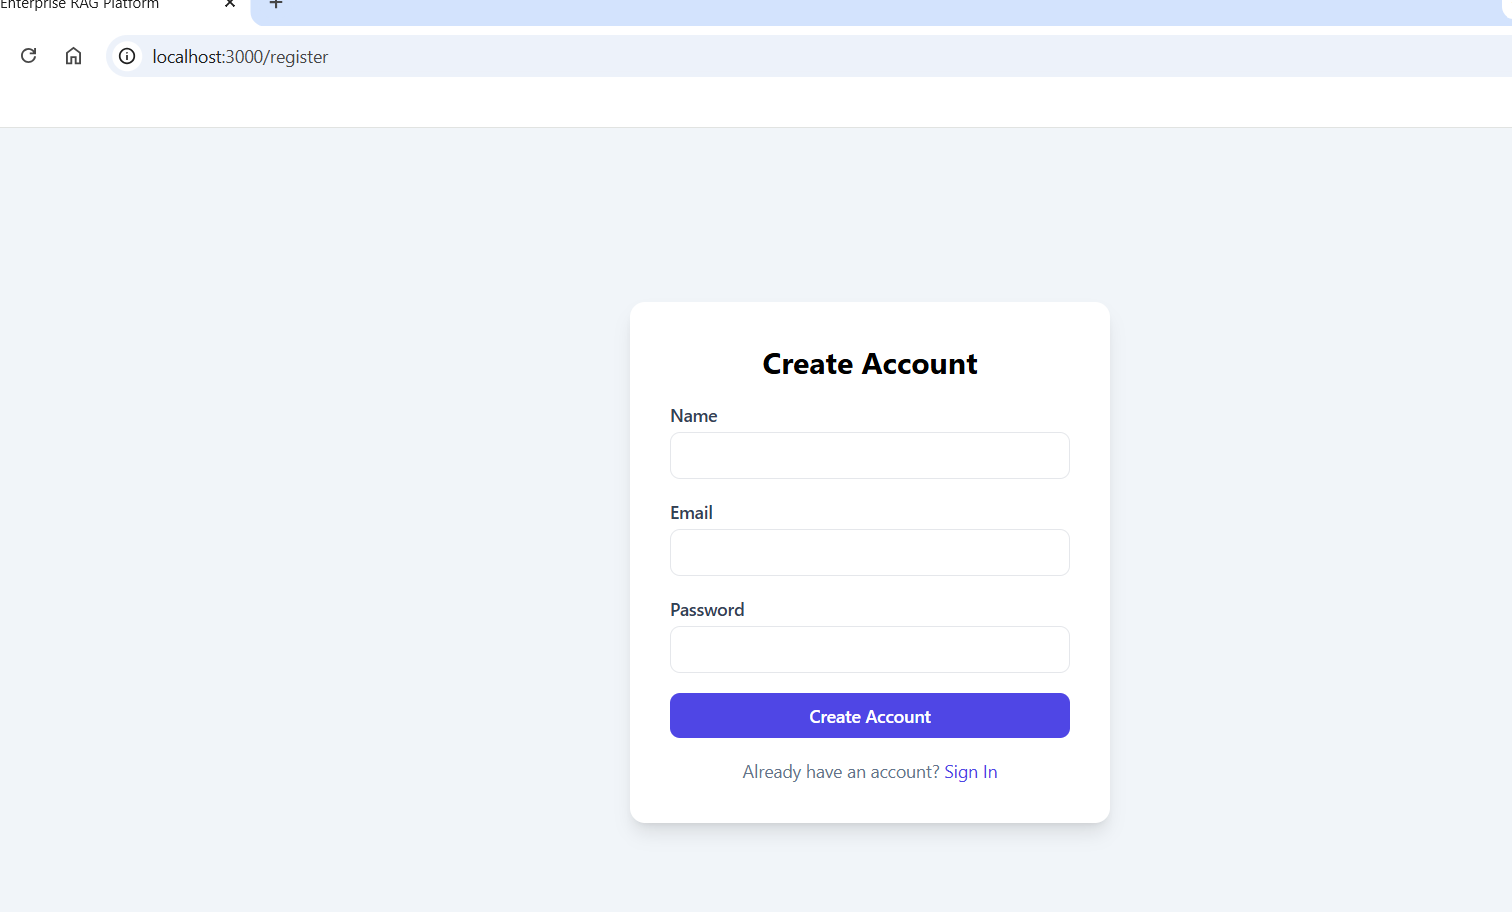 Enterprise RAG Platform
localhost:3000/register
Create Account
Name
Email
Password
Create Account
Already have an account? Sign In